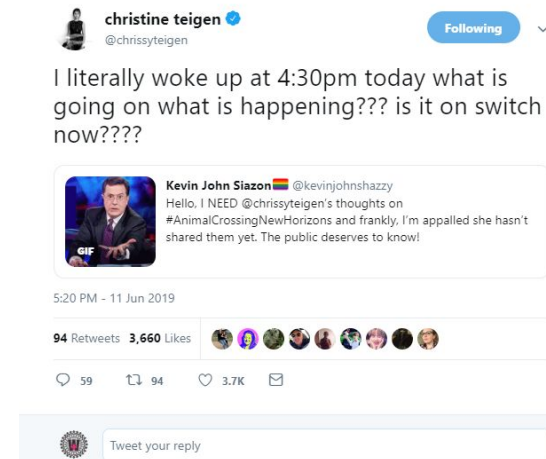 christine teigen
@chrissyteigen
Following
I literally woke up at 4:30pm today what is
going on what is happening??? is it on switch
now????
Kevin John Siazon @kevinjohnshazzy
Hello, I NEED @chrissyteigen's thoughts on
#AnimalCrossingNewHorizons and frankly, I'm appalled she hasn't
shared them yet. The public deserves to know!
GIF
5:20 PM - 11 Jun 2019
94 Retweets 3,660 Likes
59 94 3.7K
W
Tweet your reply